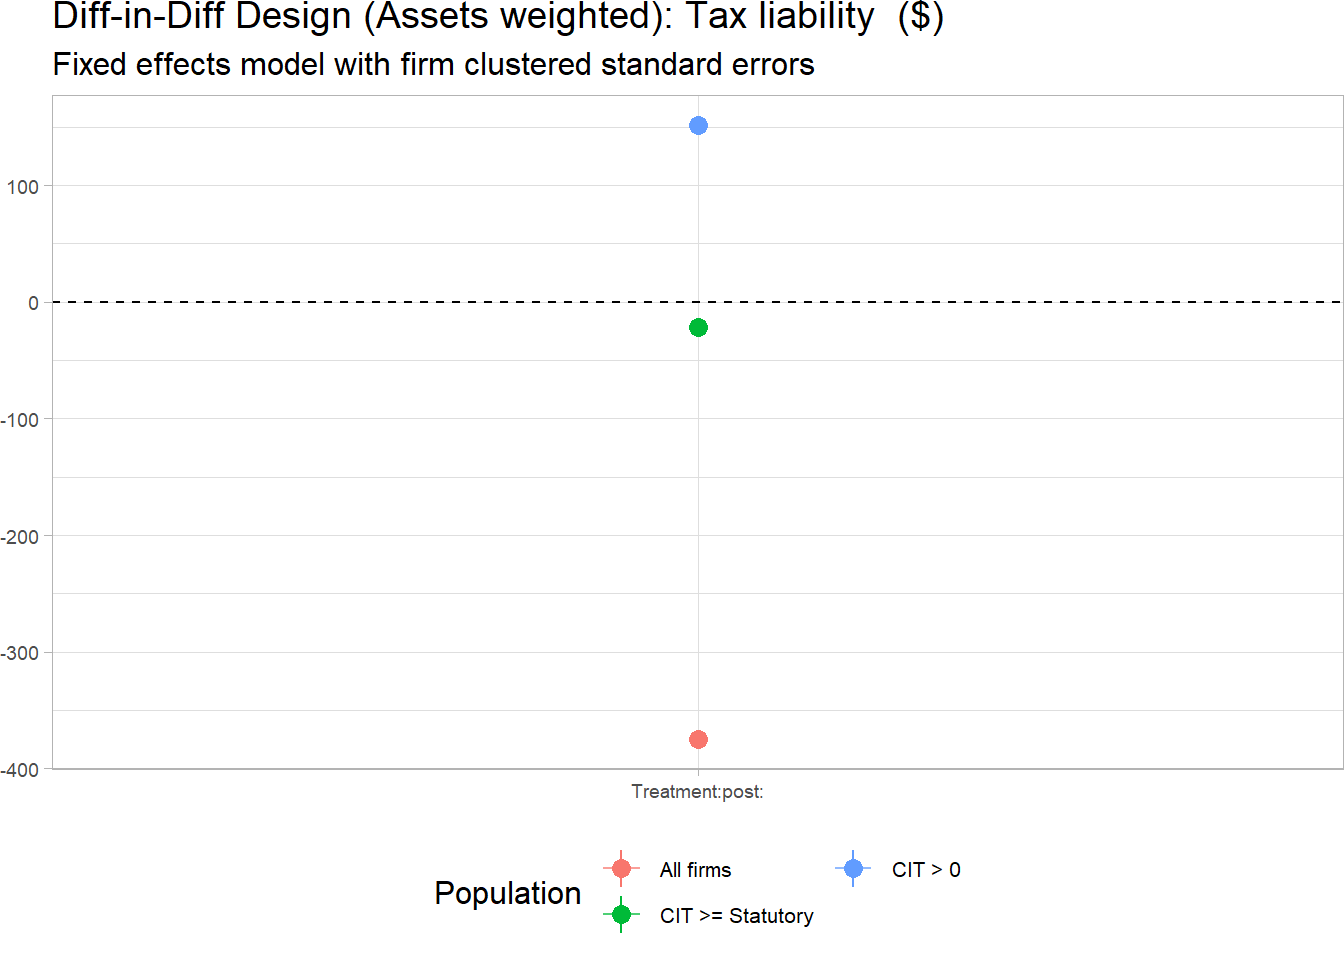 Diff-in-Diff Design (Assets weighted): Tax liability  ($)
Fixed effects model with firm clustered standard errors
100
0
-100
-200
-300
-400
Treatment:post:
Population
All firms
CIT > 0
CIT >= Statutory